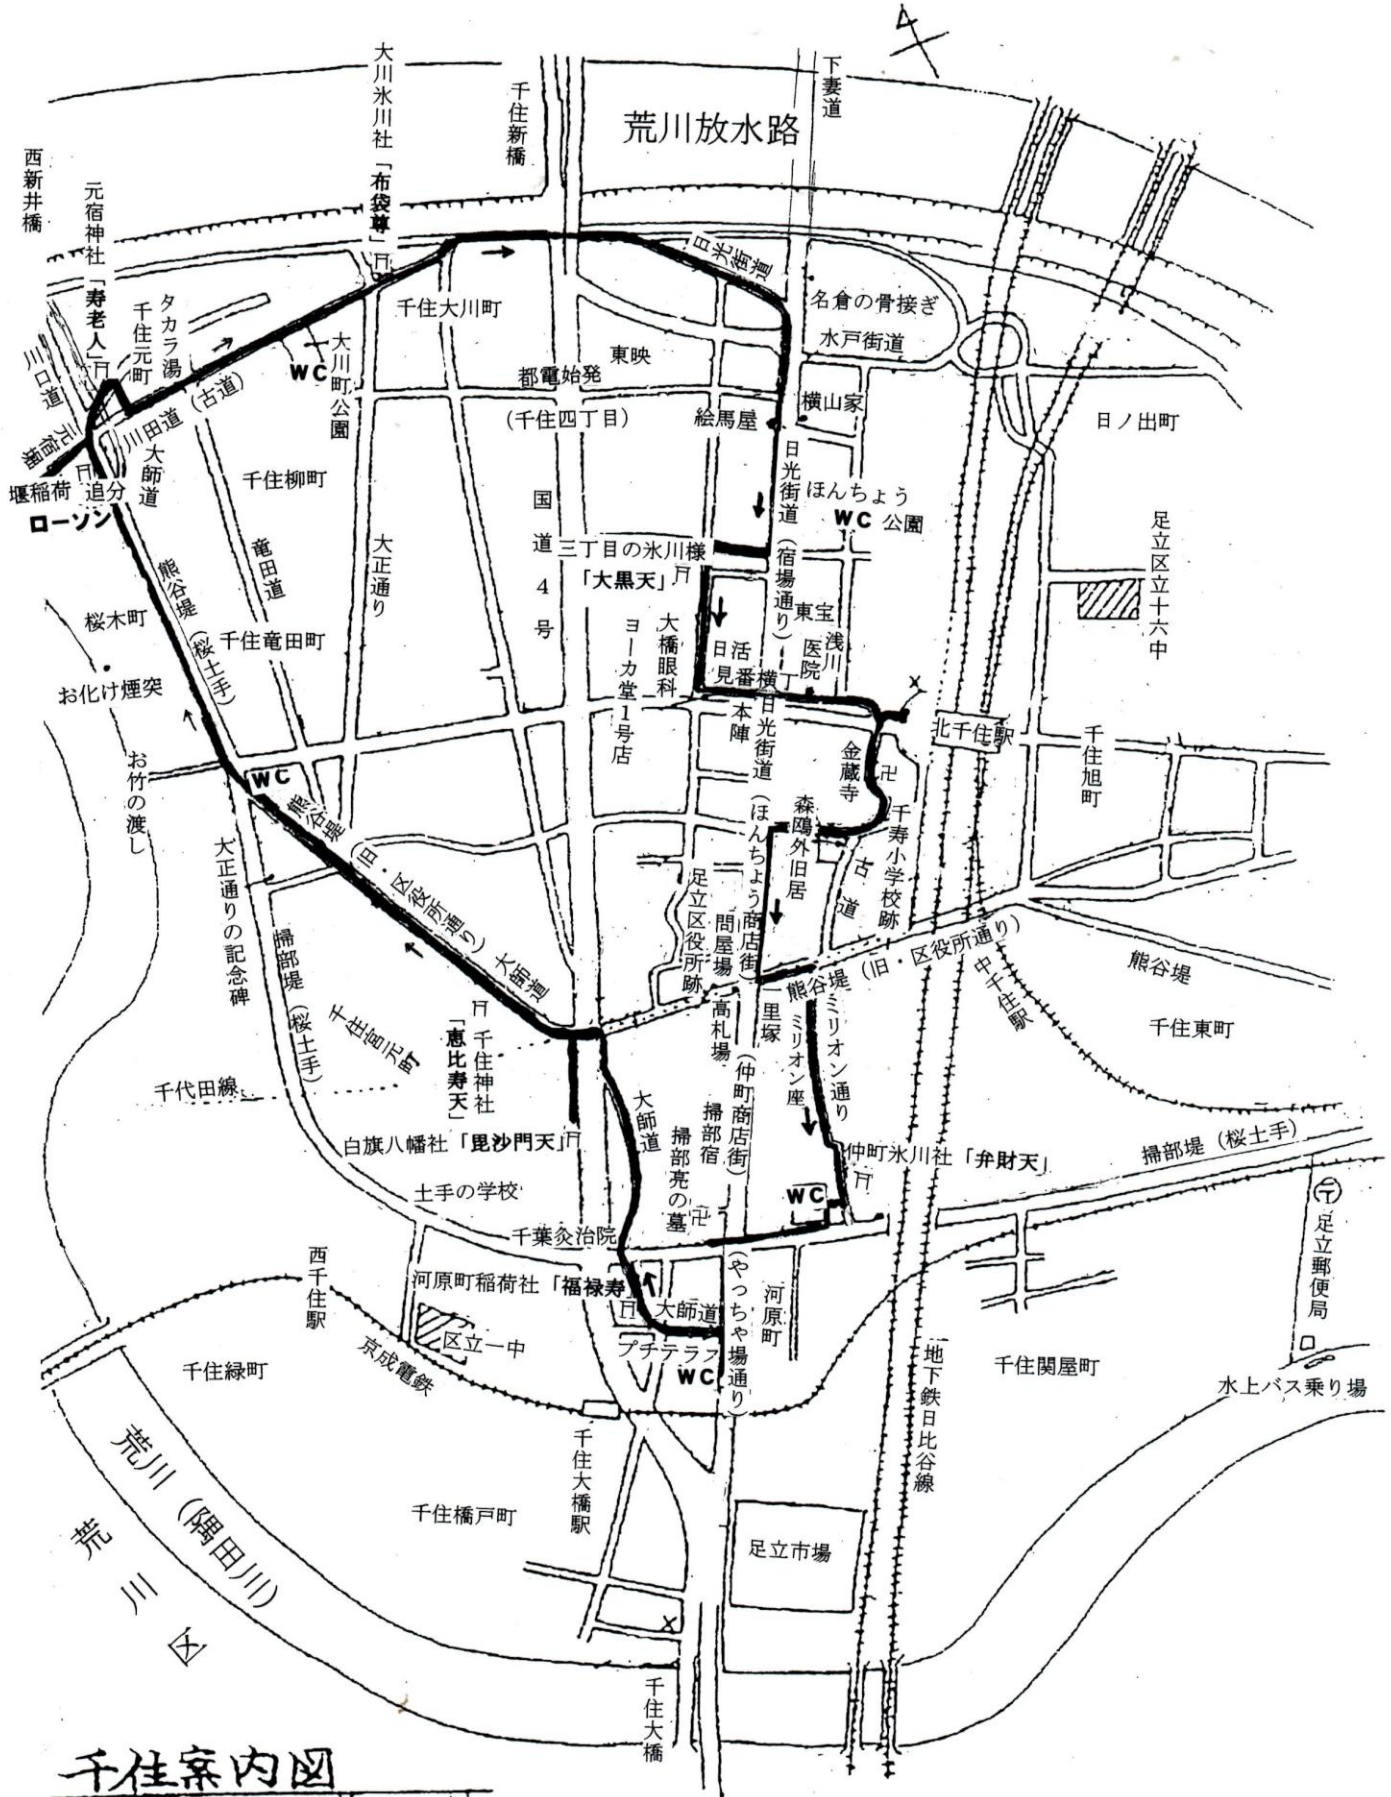 荒川放水路
下妻道
千住新橋
大川氷川社「布袋尊」
西新井橋
元宿神社「寿老人」
千住元町
タカラ湯
日光街道
名倉の骨接ぎ
水戸街道
千住大川町
東映
都電始発
(千住四丁目)
WC
大川町公園
三田道(古道)
三口道
元宿堀
大師道
堰稲荷
追分
ローソン
絵馬屋
横山家
日ノ出町
千住柳町
日光街道(宿場通り)
ほんちょう
WC 公園
国道4号
三丁目の氷川様
「大黒天」
足立区立十六中
熊谷堤(桜土手)
竜田道
大正通り
桜木町
千住竜田町
お化け煙突
ヨーカ堂1号店
大橋眼科
日活
東宝
浅川
医院
見番横丁
本陣
日光街道(ほんちょう商店街)
北千住駅
千住旭町
金蔵寺
卍
お竹の渡し
WC
熊谷堤(旧・区役所通り)
大師道
森鴎外旧居
千寿小学校跡
古道
大正通りの記念碑
掃部堤(桜土手)
足立区役所跡
問屋場
熊谷堤(旧・区役所通り)
中千住駅
熊谷堤
千住東町
千住宮元町
千住神社
「恵比寿天」
高札場
一里塚
ミリオン座
ミリオン通り
千代田線
(仲町商店街)
掃部宿
大師道
白旗八幡社「毘沙門天」
掃部亮の墓
卍
仲町氷川社「弁財天」
掃部堤(桜土手)
WC
土手の学校
千葉灸治院
〒
足立郵便局
西千住駅
河原町稲荷社「福禄寿」
大師道
(やっちゃ場通り)
河原町
区立一中
プチテラス
WC
千住緑町
京成電鉄
千住関屋町
水上バス乗り場
地下鉄日比谷線
荒川(隅田川)
荒川区
千住大橋駅
千住橋戸町
足立市場
千住大橋
千住案内図